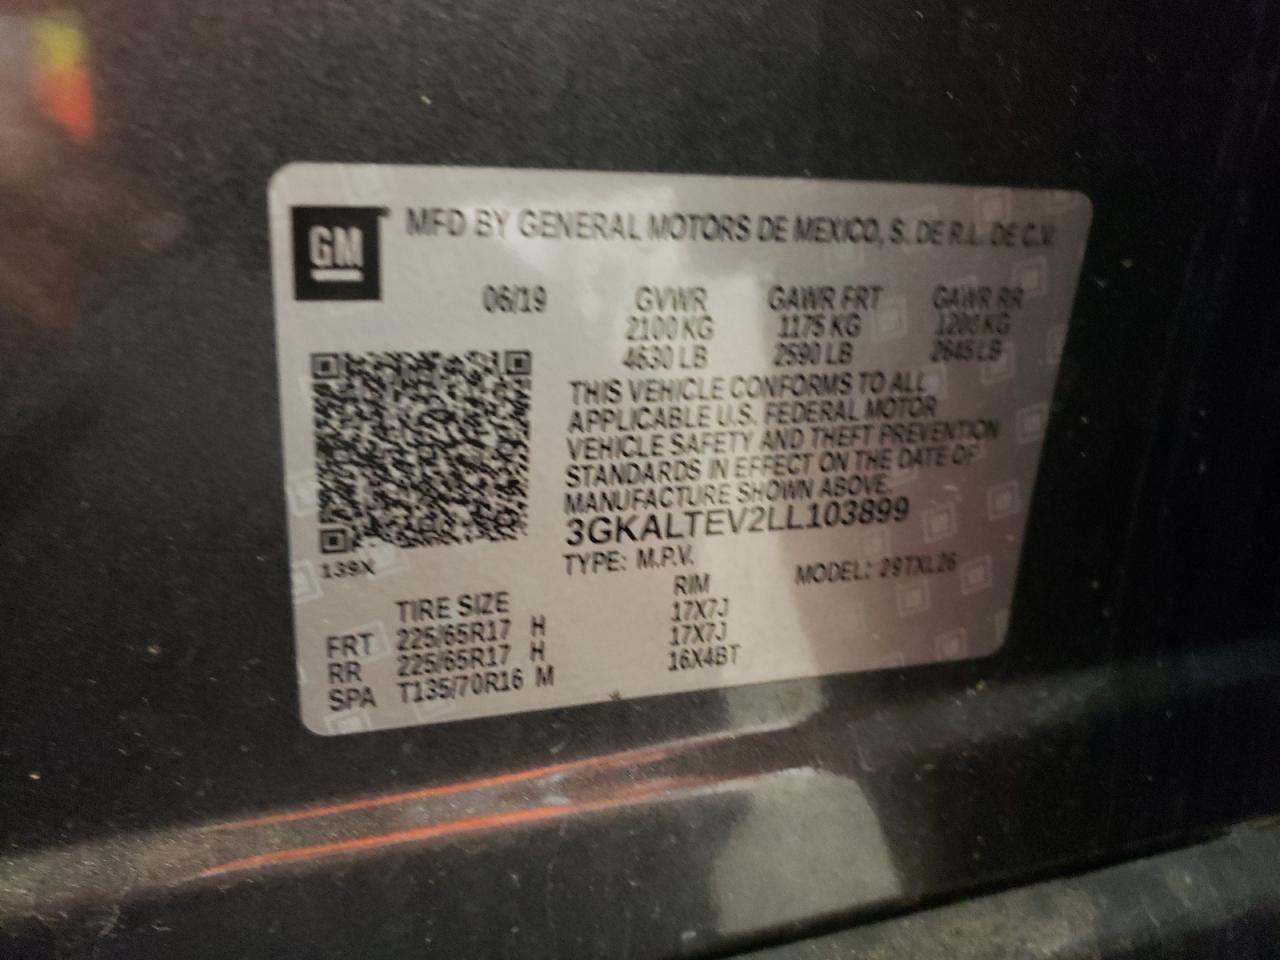 GM MFD BY GENERAL MOTORS DE MEXICO, S. DE R.L. DE C.V.
06/19 GVWR GAWR FRT GAWR RR
2100 KG 1175 KG 1200 KG
4630 LB 2590 LB 2645 LB
THIS VEHICLE CONFORMS TO ALL
APPLICABLE U.S. FEDERAL MOTOR
VEHICLE SAFETY AND THEFT PREVENTION
STANDARDS IN EFFECT ON THE DATE OF
MANUFACTURE SHOWN ABOVE.
3GKALTEV2LL103899
139X TYPE: M.P.V. MODEL: 29TXL26
TIRE SIZE RIM
FRT 225/65R17 H 17X7J
RR 225/65R17 H 17X7J
SPA T135/70R16 M 16X4BT